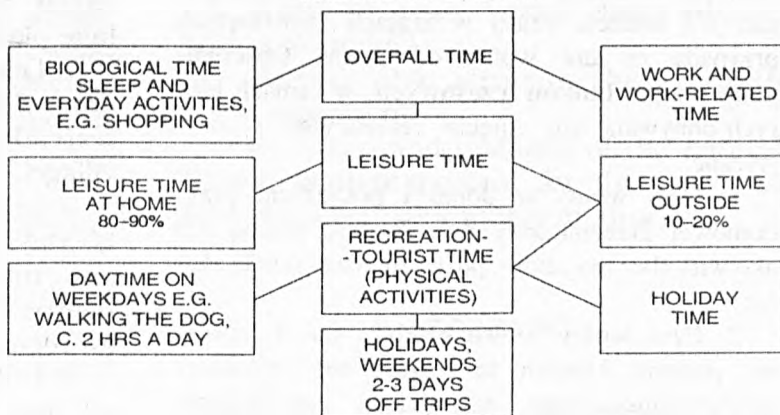 BIOLOGICAL TIME
SLEEP AND
EVERYDAY ACTIVITIES,
E.G. SHOPPING
OVERALL TIME
WORK AND
WORK-RELATED
TIME
LEISURE TIME
AT HOME
80–90%
LEISURE TIME
LEISURE TIME
OUTSIDE
10–20%
DAYTIME ON
WEEKDAYS E.G.
WALKING THE DOG,
C. 2 HRS A DAY
RECREATION-
-TOURIST TIME
(PHYSICAL
ACTIVITIES)
HOLIDAY
TIME
HOLIDAYS,
WEEKENDS
2-3 DAYS
OFF TRIPS